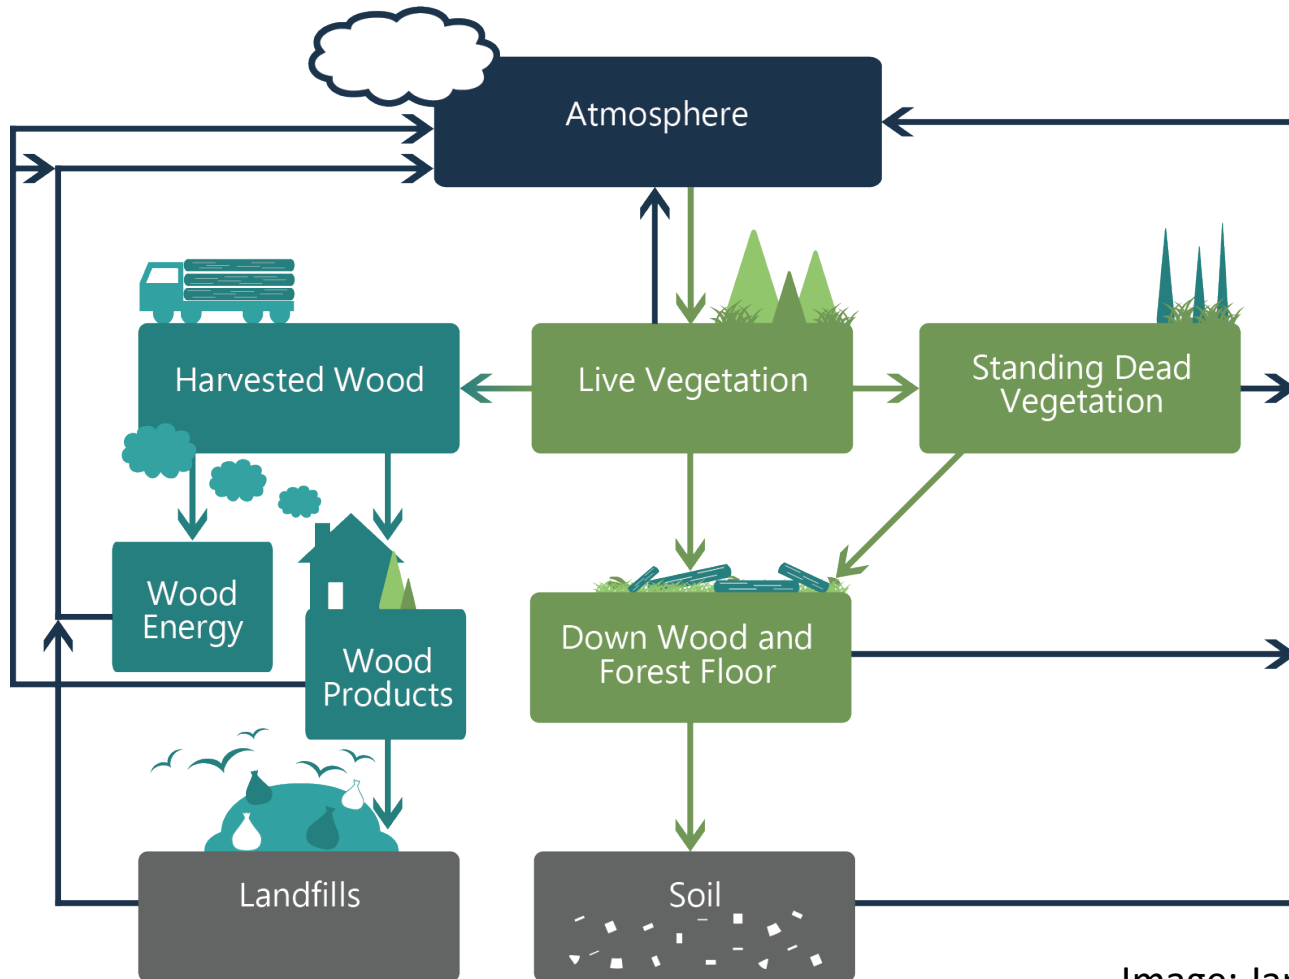 Atmosphere
Harvested Wood
Live Vegetation
Standing Dead
Vegetation
Wood
Energy
Wood
Products
Down Wood and
Forest Floor
Landfills
Soil